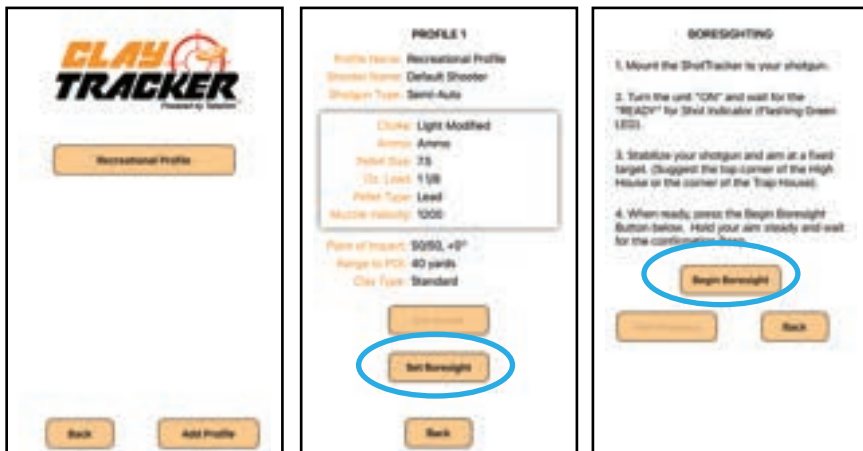 CLAY
TRACKER
Recreational Profile
Back
Add Profile
PROFILE 1
Profile Name: Recreational Profile
Shooter Name: Default Shooter
Shotgun Type: Semi-Auto
Choke: Light Modified
Ammo: Ammo
Pellet Size: 7.5
Oz. Lead: 1 1/8
Pellet Type: Lead
Muzzle Velocity: 1200
Point of Impact: 50/50, +0"
Range to POI: 40 yards
Clay Type: Standard
Set Boresight
Back
BORESIGHTING
1. Mount the ShotTracker to your shotgun.
2. Turn the unit "ON" and wait for the
"READY" for Shot Indicator (Flashing Green
LED).
3. Stabilize your shotgun and aim at a fixed
target. (Suggest the top corner of the High
House or the corner of the Trap House).
4. When ready, press the Begin Boresight
Button below. Hold your aim steady and wait
for the confirmation
Begin Boresight
Back